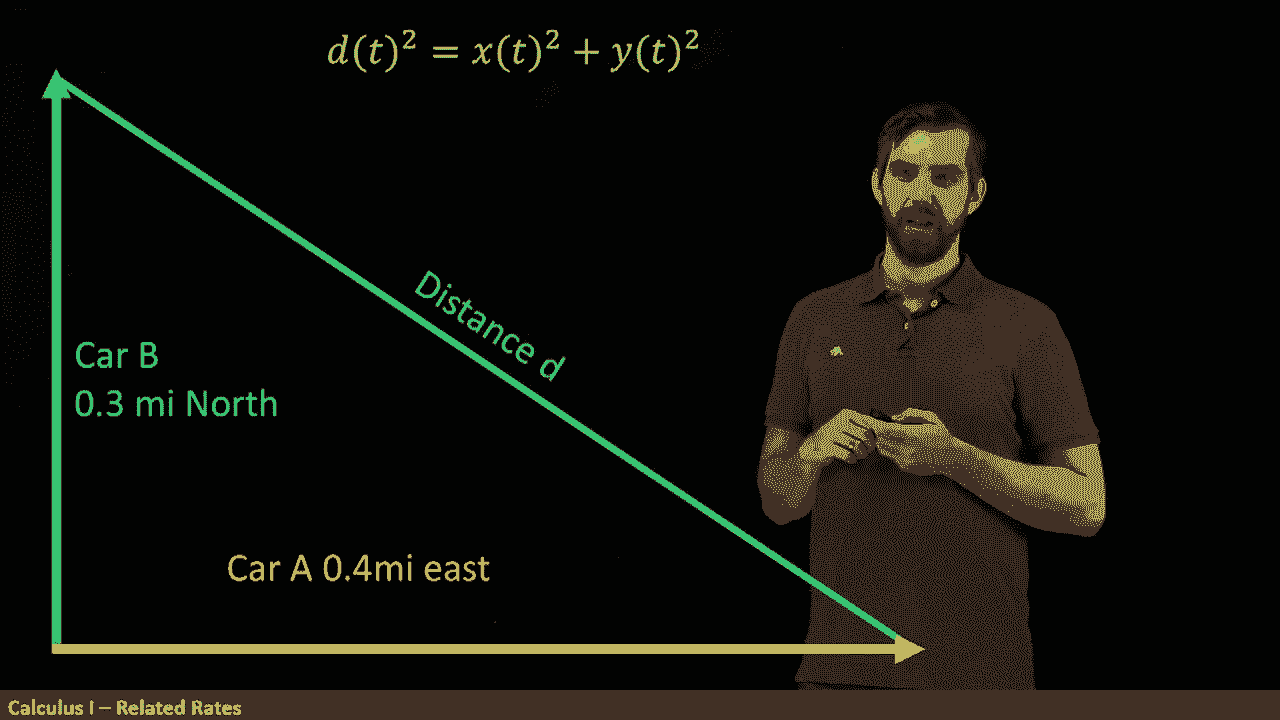 d(t)² = x(t)² + y(t)²
Distance d
Car B
0.3 mi North
Car A 0.4mi east
Calculus I – Related Rates